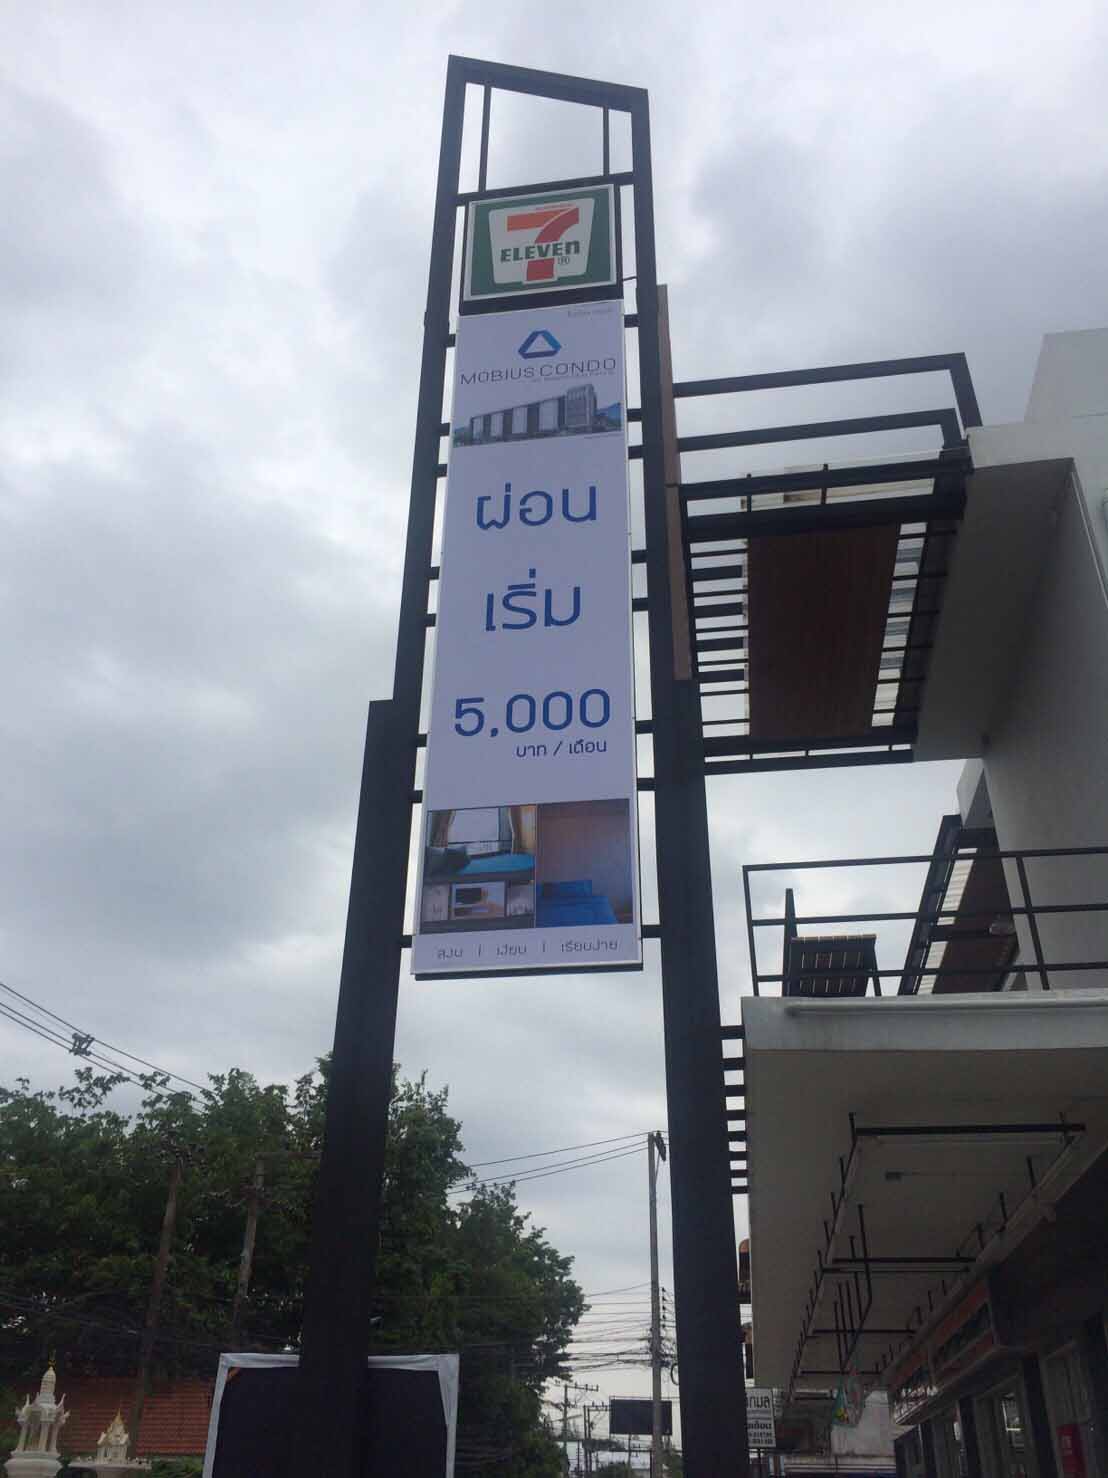 7
ELEVEn
®
MOBIUS CONDO
ผ่อน
เริ่ม
5,000
บาท / เดือน
สงบ | เงียบ | เรียบง่าย